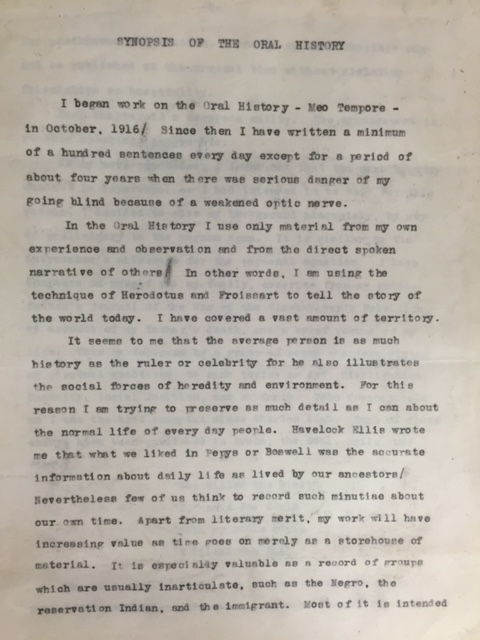 SYNOPSIS OF THE ORAL HISTORY
I began work on the Oral History - Meo Tempore -
in October, 1916/ Since then I have written a minimum
of a hundred sentences every day except for a period of
about four years when there was serious danger of my
going blind because of a weakened optic nerve.
In the Oral History I use only material from my own
experience and observation and from the direct spoken
narrative of others/ In other words, I am using the
technique of Herodotus and Froissart to tell the story of
the world today. I have covered a vast amount of territory.
It seems to me that the average person is as much
history as the ruler or celebrity for he also illustrates
the social forces of heredity and environment. For this
reason I am trying to preserve as much detail as I can about
the normal life of every day people. Havelock Ellis wrote
me that what we liked in Pepys or Boswell was the accurate
information about daily life as lived by our ancestors/
Nevertheless few of us think to record such minutiae about
our own time. Apart from literary merit, my work will have
increasing value as time goes on merely as a storehouse of
material. It is especially valuable as a record of groups
which are usually inarticulate, such as the Negro, the
reservation Indian, and the immigrant. Most of it is intended